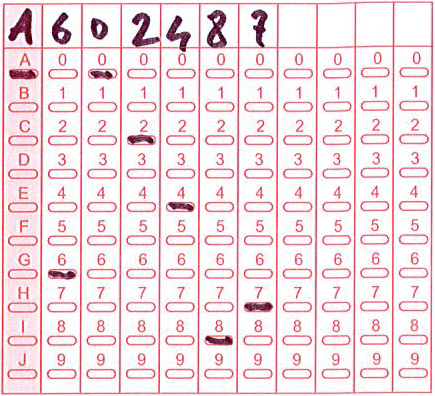 A 6 0 2 4 8 7
A 0 0 0 0 0 0 0 0 0 0
B 1 1 1 1 1 1 1 1 1 1
C 2 2 2 2 2 2 2 2 2 2
D 3 3 3 3 3 3 3 3 3 3
E 4 4 4 4 4 4 4 4 4 4
F 5 5 5 5 5 5 5 5 5 5
G 6 6 6 6 6 6 6 6 6 6
H 7 7 7 7 7 7 7 7 7 7
I 8 8 8 8 8 8 8 8 8 8
J 9 9 9 9 9 9 9 9 9 9